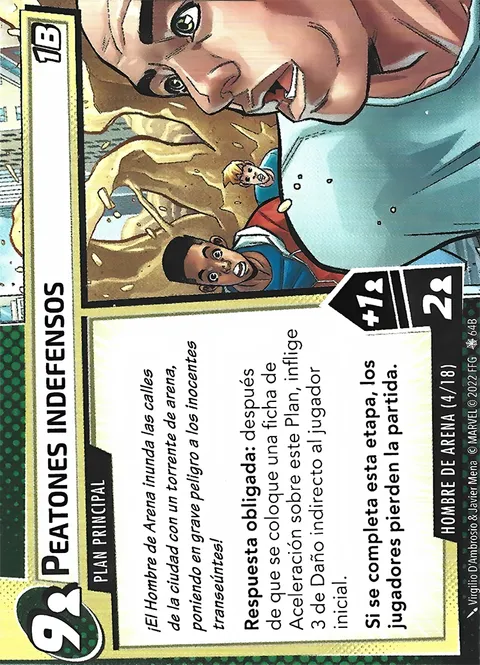 9
PEATONES INDEFENSOS
1B
PLAN PRINCIPAL
¡El Hombre de Arena inunda las calles
de la ciudad con un torrente de arena,
poniendo en grave peligro a los inocentes
transeúntes!
Respuesta obligada: después
de que se coloque una ficha de
Aceleración sobre este Plan, inflige
3 de Daño indirecto al jugador
inicial.
Si se completa esta etapa, los
jugadores pierden la partida.
+1
2
HOMBRE DE ARENA (4/18)
Virgilio D'Ambrosio & Javier Mena © MARVEL © 2022 FFG 64B